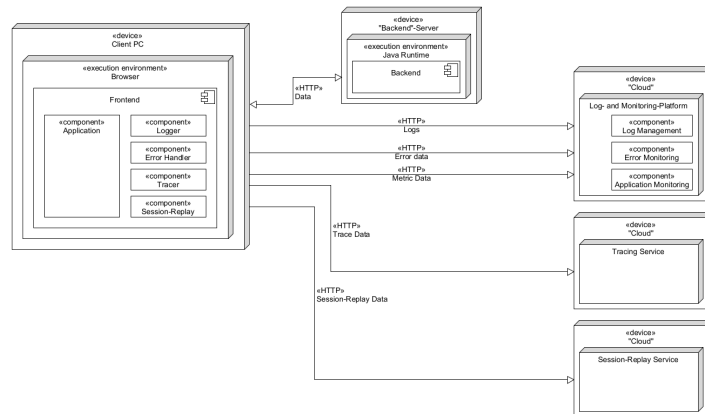 «device»
Client PC
«execution environment»
Browser
Frontend
«component»
Application
«component»
Logger
«component»
Error Handler
«component»
Tracer
«component»
Session-Replay
«device»
"Backend"-Server
«execution environment»
Java Runtime
Backend
«HTTP»
Data
«HTTP»
Logs
«HTTP»
Error data
«HTTP»
Metric Data
«HTTP»
Trace Data
«HTTP»
Session-Replay Data
«device»
"Cloud"
Log- and Monitoring-Platform
«component»
Log Management
«component»
Error Monitoring
«component»
Application Monitoring
«device»
"Cloud"
Tracing Service
«device»
"Cloud"
Session-Replay Service